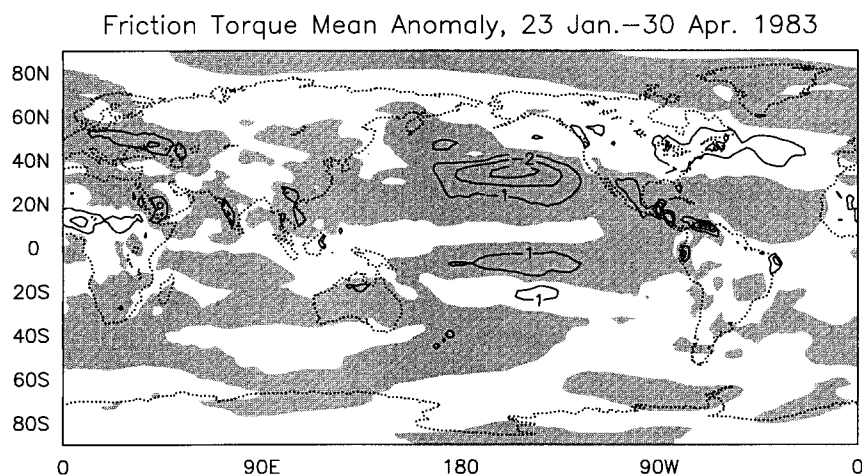 Friction Torque Mean Anomaly, 23 Jan.–30 Apr. 1983
80N
60N
40N
20N
0
20S
40S
60S
80S
-2
-1
-1
1
0 90E 180 90W 0